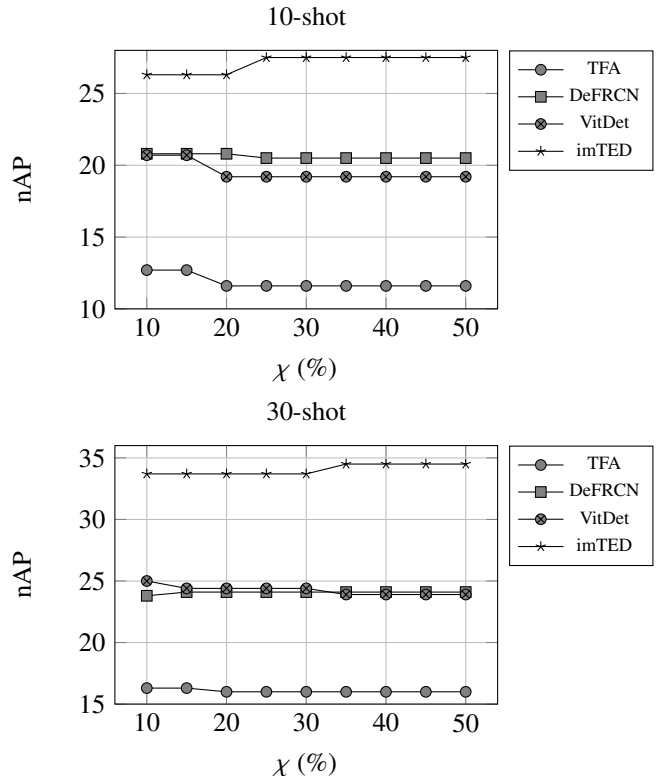 10-shot
nAP
25
20
15
10
10 20 30 40 50
χ (%)
TFA
DeFRCN
VitDet
imTED
30-shot
nAP
35
30
25
20
15
10 20 30 40 50
χ (%)
TFA
DeFRCN
VitDet
imTED